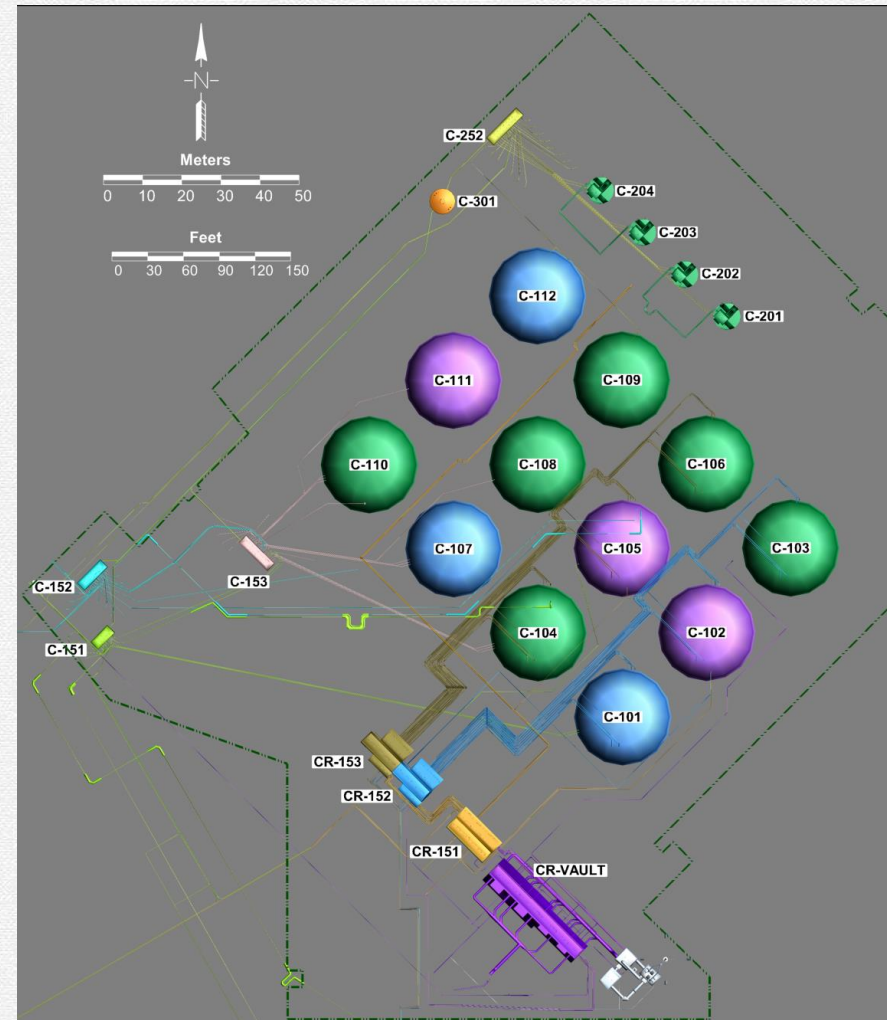 -N-
Meters
0 10 20 30 40 50
Feet
0 30 60 90 120 150
C-252
C-301
C-204
C-203
C-202
C-201
C-112
C-111
C-109
C-110
C-108
C-106
C-107
C-105
C-103
C-153
C-152
C-104
C-102
C-151
C-101
CR-153
CR-152
CR-151
CR-VAULT